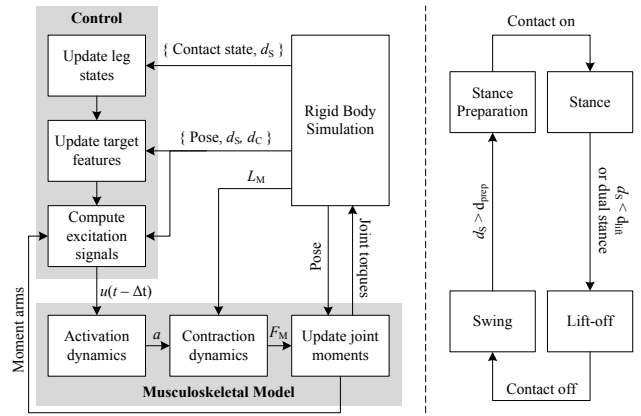 Control
Update leg
states
Update target
features
Compute
excitation
signals
{ Contact state, dS }
{ Pose, dS, dC }
LM
Rigid Body
Simulation
Pose
Joint torques
Moment arms
u(t − Δt)
Activation
dynamics
a
Contraction
dynamics
FM
Update joint
moments
Musculoskeletal Model
Contact on
Stance
Preparation
Stance
dS < dprep
dS < dlift
or dual stance
Swing
Lift-off
Contact off